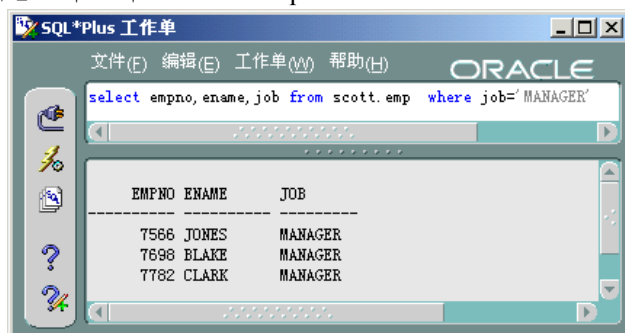 SQL*Plus 工作单
文件(F) 编辑(E) 工作单(W) 帮助(H) ORACLE
select empno,ename,job from scott.emp where job='MANAGER'
EMPNO ENAME JOB
---------- ---------- ---------
7566 JONES MANAGER
7698 BLAKE MANAGER
7782 CLARK MANAGER